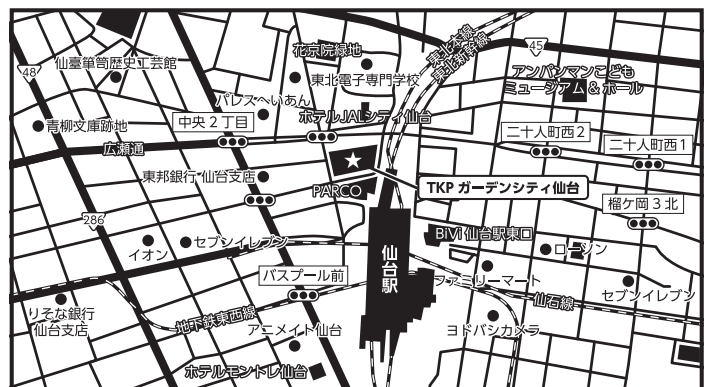 東北本線
東北新幹線
花京院緑地
45
48
仙臺箪笥歴史工芸館
東北電子専門学校
アンパンマンこども
ミュージアム & ホール
パレスへいあん
青柳文庫跡地
中央2丁目
ホテルJALシティ仙台
二十人町西2
二十人町西1
広瀬通
東邦銀行 仙台支店
PARCO
TKP ガーデンシティ仙台
榴ケ岡3北
286
イオン
セブンイレブン
仙台駅
BiVi 仙台駅東口
ローソン
バスプール前
ファミリーマート
セブンイレブン
仙石線
りそな銀行
仙台支店
地下鉄東西線
アニメイト仙台
ヨドバシカメラ
ホテルモントレ仙台